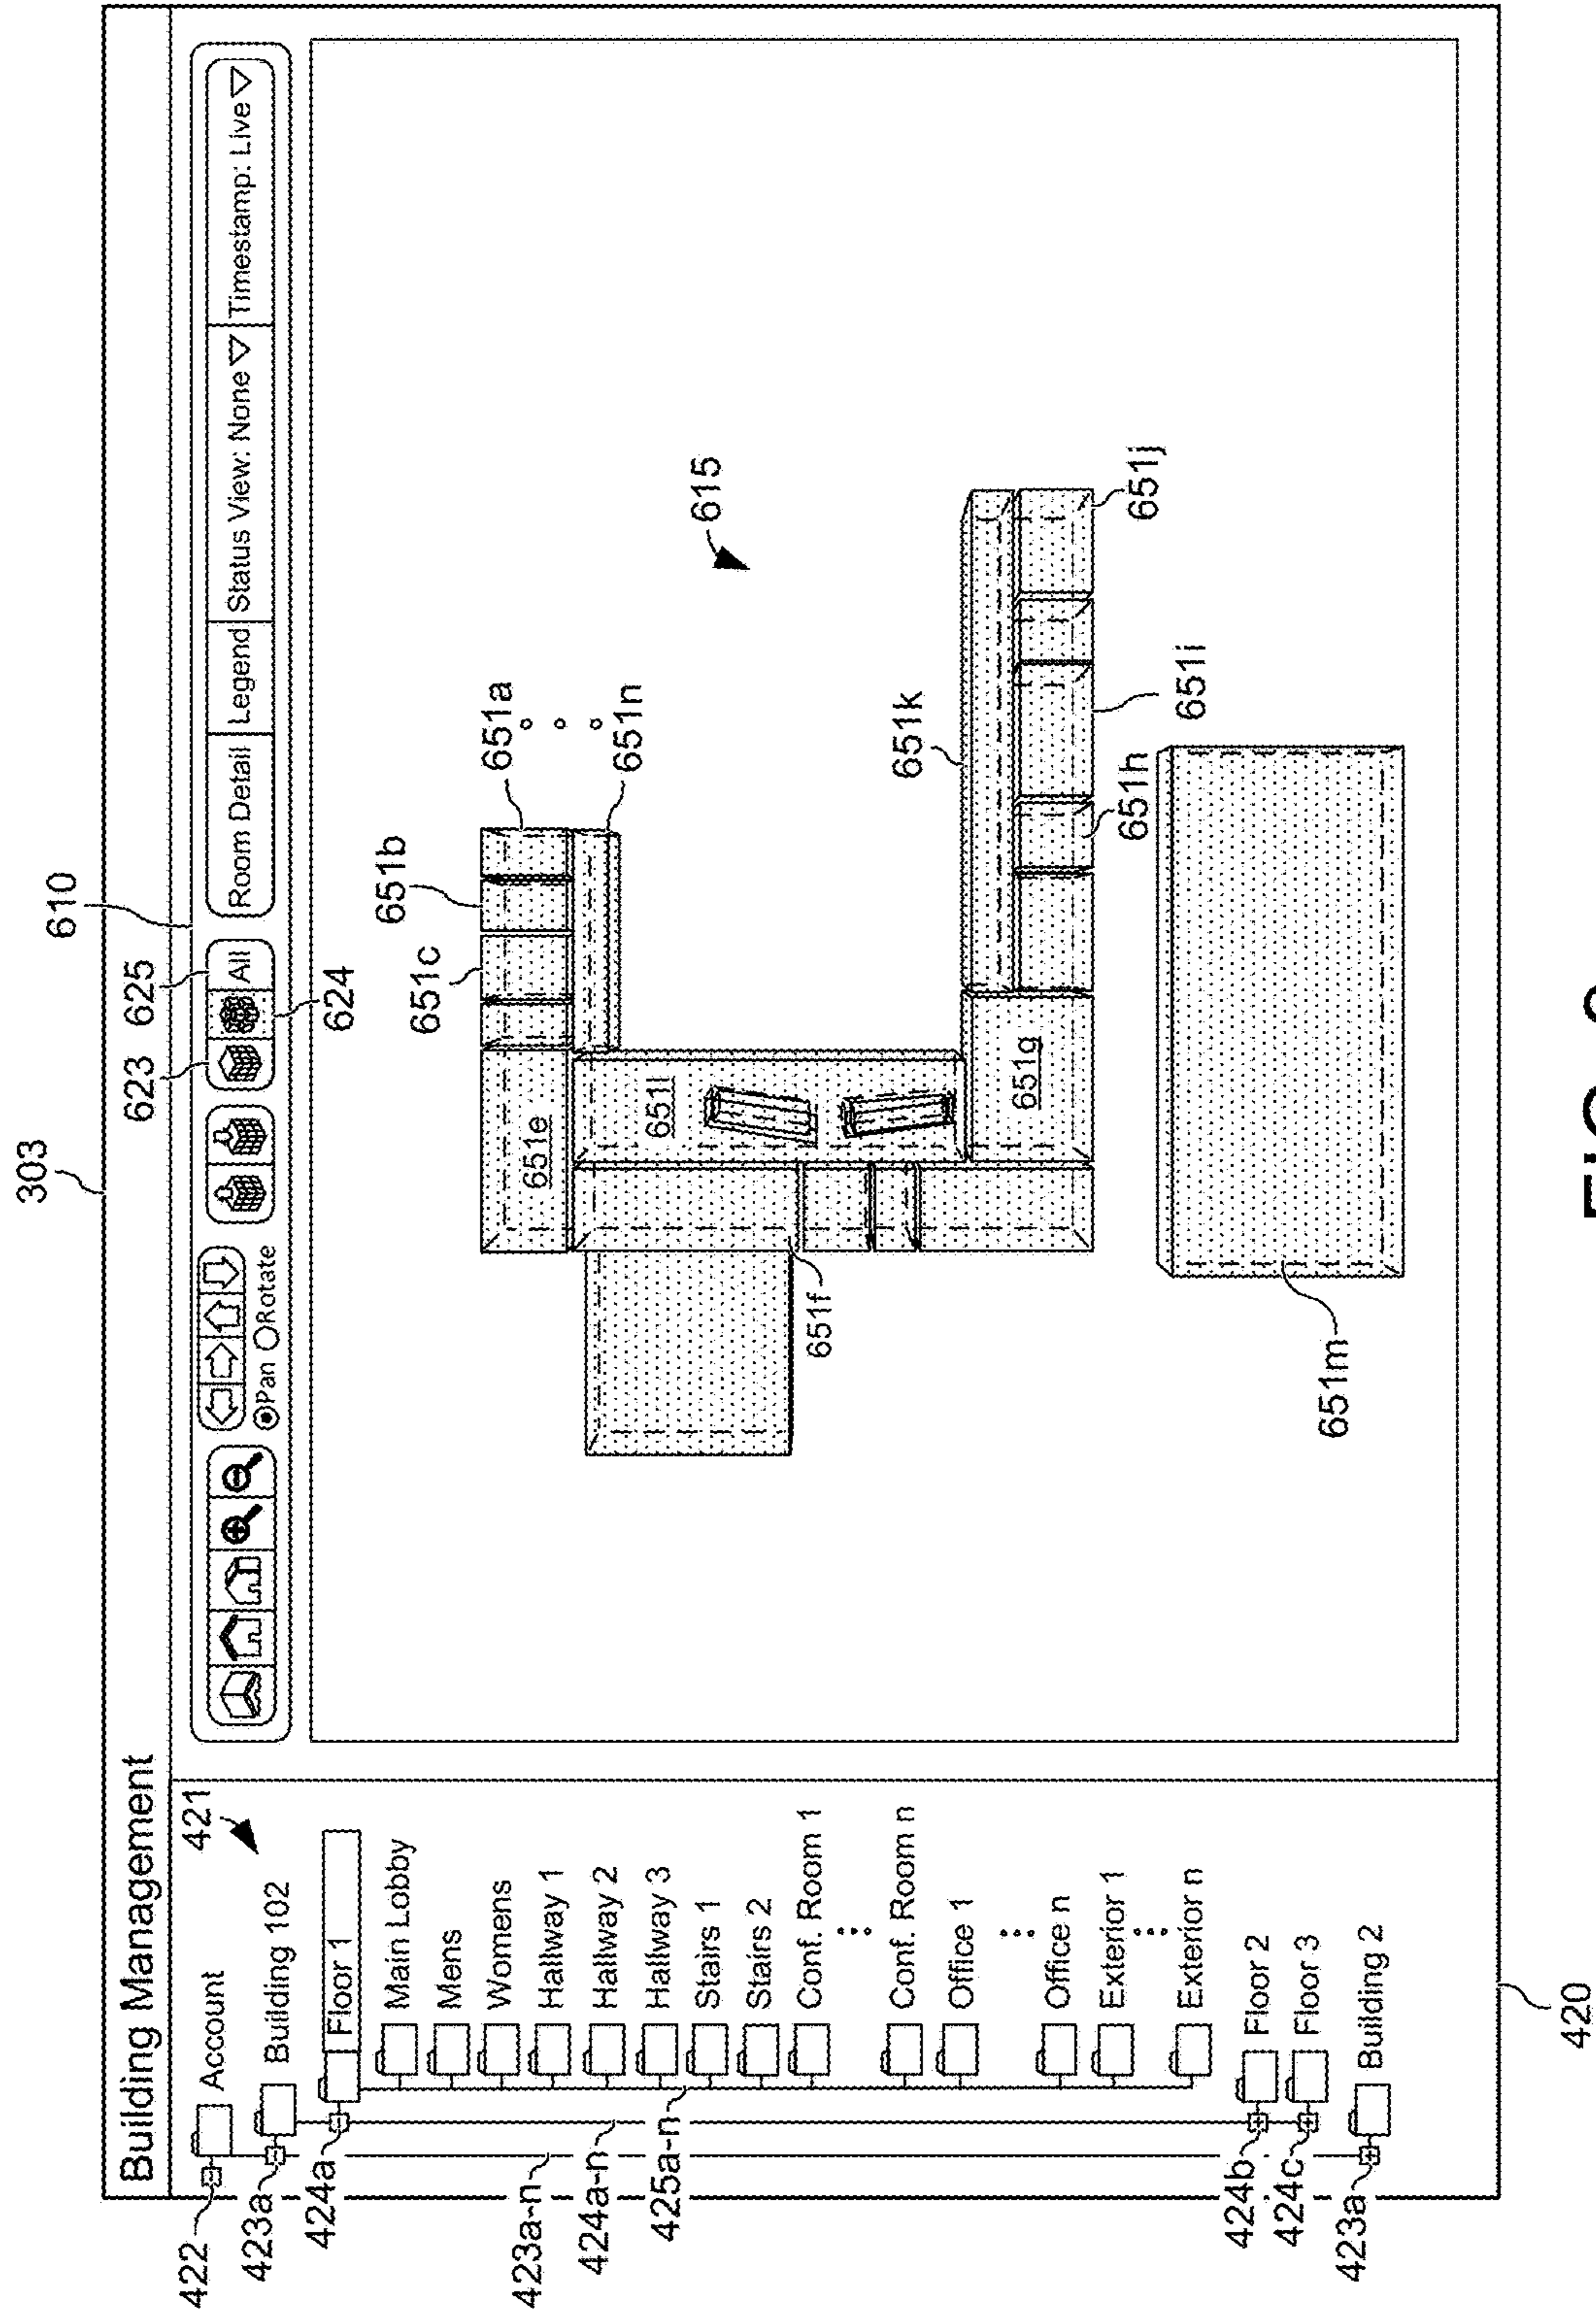 303
610
Building Management
623
625
624
Pan
Rotate
All
Room Detail
Legend
Status View: None
Timestamp: Live
421
422
Account
423a
Building 102
424a
Floor 1
Main Lobby
Mens
Womens
Hallway 1
Hallway 2
Hallway 3
Stairs 1
Stairs 2
Conf. Room 1
Conf. Room n
Office 1
Office n
Exterior 1
Exterior n
423a-n
424a-n
425a-n
424b
Floor 2
424c
Floor 3
423a
Building 2
420
651c
651b
651a
651n
615
651e
651l
651f
651g
651k
651j
651i
651h
651m